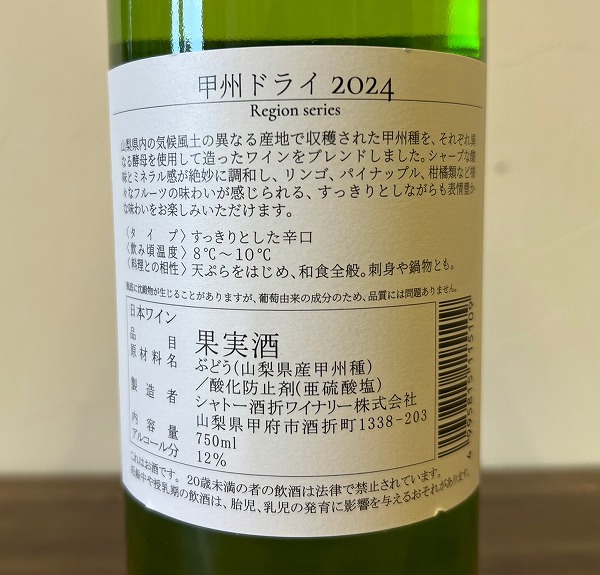 甲州ドライ 2024
Region series
山梨県内の気候風土の異なる産地で収穫された甲州種を、それぞれ異
なる酵母を使用して造ったワインをブレンドしました。シャープな酸
味とミネラル感が絶妙に調和し、リンゴ、パイナップル、柑橘類など様
々なフルーツの味わいが感じられる、すっきりとしながらも表情豊か
な味わいをお楽しみいただけます。
〈タイプ〉すっきりとした辛口
〈飲み頃温度〉8℃〜10℃
〈料理との相性〉天ぷらをはじめ、和食全般。刺身や鍋物とも。
瓶底に沈殿物が生じることがありますが、葡萄由来の成分のため、品質には問題ありません。
日本ワイン
品目 果実酒
原材料名 ぶどう(山梨県産甲州種)
/酸化防止剤(亜硫酸塩)
製造者 シャトー酒折ワイナリー株式会社
山梨県甲府市酒折町1338-203
内容量 750ml
アルコール分 12%
これはお酒です。 20歳未満の者の飲酒は法律で禁止されています。
妊娠中や授乳期の飲酒は、胎児、乳児の発育に影響を与えるおそれがあります。
4 995815 115109